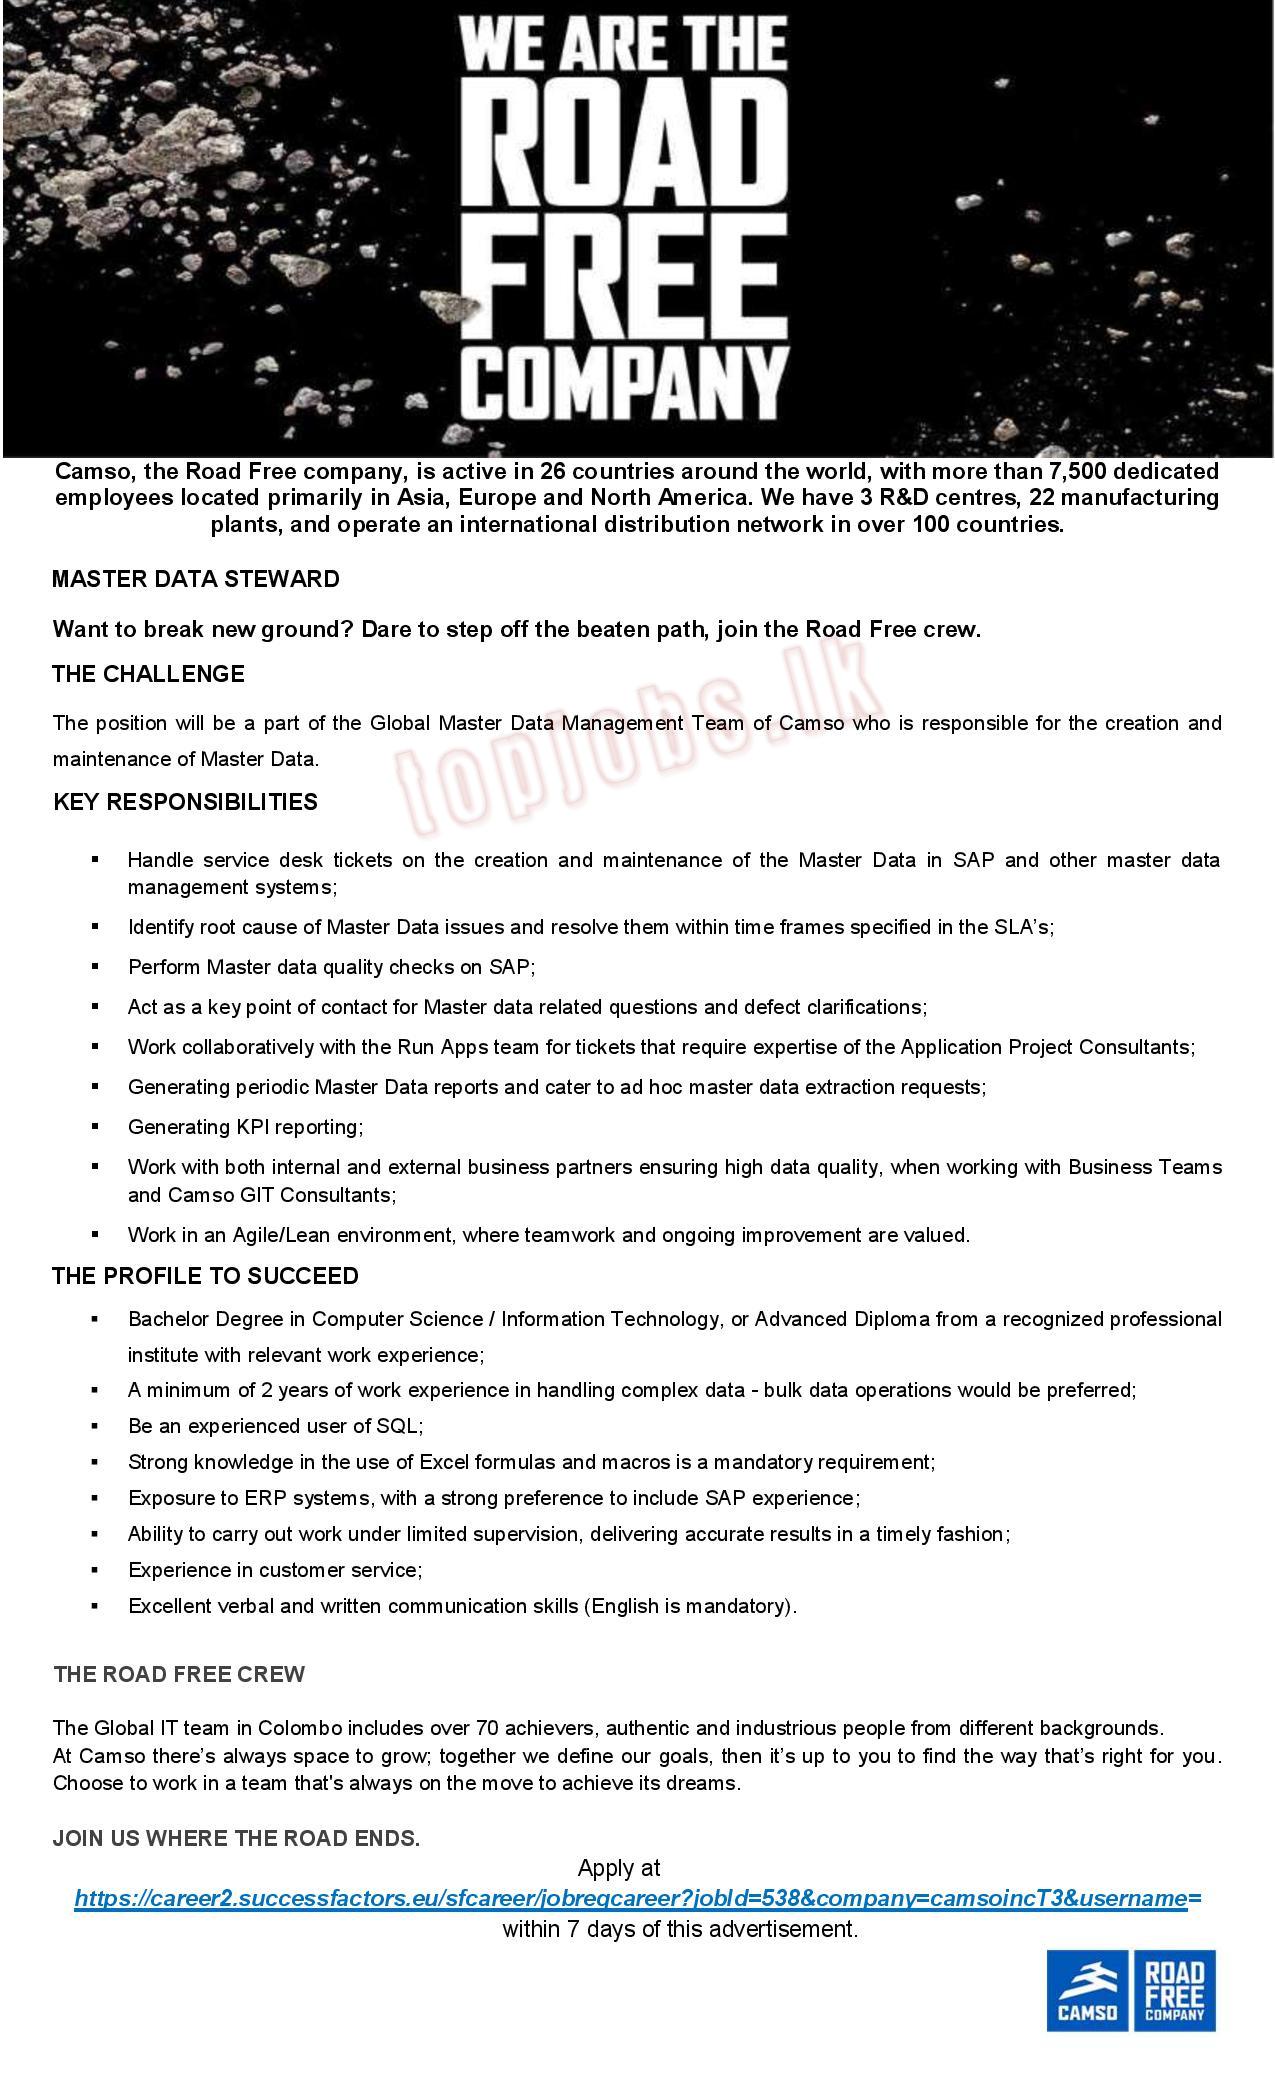 WE ARE THE
ROAD
FREE
COMPANY
Camso, the Road Free company, is active in 26 countries around the world, with more than 7,500 dedicated
employees located primarily in Asia, Europe and North America. We have 3 R&D centres, 22 manufacturing
plants, and operate an international distribution network in over 100 countries.
MASTER DATA STEWARD
Want to break new ground? Dare to step off the beaten path, join the Road Free crew.
THE CHALLENGE
The position will be a part of the Global Master Data Management Team of Camso who is responsible for the creation and
maintenance of Master Data.
topjobs.lk
KEY RESPONSIBILITIES
▪ Handle service desk tickets on the creation and maintenance of the Master Data in SAP and other master data
management systems;
▪ Identify root cause of Master Data issues and resolve them within time frames specified in the SLA's;
▪ Perform Master data quality checks on SAP;
▪ Act as a key point of contact for Master data related questions and defect clarifications;
▪ Work collaboratively with the Run Apps team for tickets that require expertise of the Application Project Consultants;
▪ Generating periodic Master Data reports and cater to ad hoc master data extraction requests;
▪ Generating KPI reporting;
▪ Work with both internal and external business partners ensuring high data quality, when working with Business Teams
and Camso GIT Consultants;
▪ Work in an Agile/Lean environment, where teamwork and ongoing improvement are valued.
THE PROFILE TO SUCCEED
▪ Bachelor Degree in Computer Science / Information Technology, or Advanced Diploma from a recognized professional
institute with relevant work experience;
▪ A minimum of 2 years of work experience in handling complex data - bulk data operations would be preferred;
▪ Be an experienced user of SQL;
▪ Strong knowledge in the use of Excel formulas and macros is a mandatory requirement;
▪ Exposure to ERP systems, with a strong preference to include SAP experience;
▪ Ability to carry out work under limited supervision, delivering accurate results in a timely fashion;
▪ Experience in customer service;
▪ Excellent verbal and written communication skills (English is mandatory).
THE ROAD FREE CREW
The Global IT team in Colombo includes over 70 achievers, authentic and industrious people from different backgrounds.
At Camso there's always space to grow; together we define our goals, then it's up to you to find the way that's right for you.
Choose to work in a team that's always on the move to achieve its dreams.
JOIN US WHERE THE ROAD ENDS.
Apply at
https://career2.successfactors.eu/sfcareer/jobreqcareer?jobId=538&company=camsoincT3&username=
within 7 days of this advertisement.
CAMSO
ROAD
FREE
COMPANY